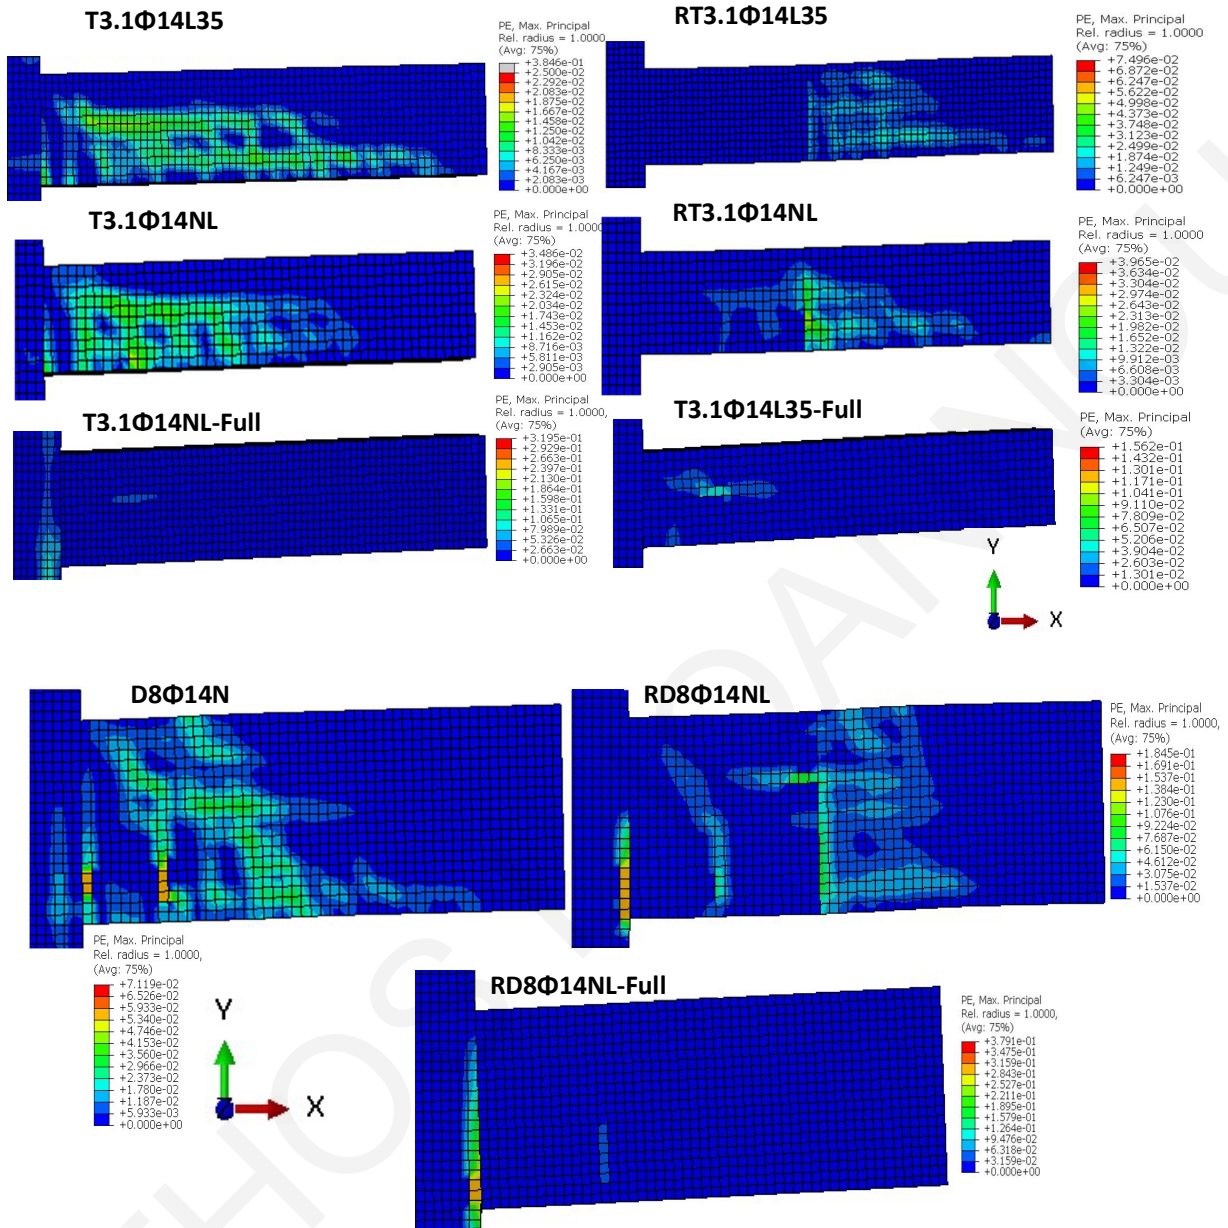 T3.1Φ14L35
PE, Max. Principal
Rel. radius = 1.0000
(Avg: 75%)
+3.846e-01
+2.500e-02
+2.292e-02
+2.083e-02
+1.875e-02
+1.667e-02
+1.458e-02
+1.250e-02
+1.042e-02
+8.333e-03
+6.250e-03
+4.167e-03
+2.083e-03
+0.000e+00
RT3.1Φ14L35
PE, Max. Principal
Rel. radius = 1.0000
(Avg: 75%)
+7.496e-02
+6.872e-02
+6.247e-02
+5.622e-02
+4.998e-02
+4.373e-02
+3.748e-02
+3.123e-02
+2.499e-02
+1.874e-02
+1.249e-02
+6.247e-03
+0.000e+00
T3.1Φ14NL
PE, Max. Principal
Rel. radius = 1.0000
(Avg: 75%)
+3.486e-02
+3.196e-02
+2.905e-02
+2.615e-02
+2.324e-02
+2.034e-02
+1.743e-02
+1.453e-02
+1.162e-02
+8.716e-03
+5.811e-03
+2.905e-03
+0.000e+00
RT3.1Φ14NL
PE, Max. Principal
Rel. radius = 1.0000
(Avg: 75%)
+3.965e-02
+3.634e-02
+3.304e-02
+2.974e-02
+2.643e-02
+2.313e-02
+1.982e-02
+1.652e-02
+1.322e-02
+9.912e-03
+6.608e-03
+3.304e-03
+0.000e+00
T3.1Φ14NL-Full
PE, Max. Principal
Rel. radius = 1.0000,
(Avg: 75%)
+3.195e-01
+2.929e-01
+2.663e-01
+2.397e-01
+2.130e-01
+1.864e-01
+1.598e-01
+1.331e-01
+1.065e-01
+7.989e-02
+5.326e-02
+2.663e-02
+0.000e+00
T3.1Φ14L35-Full
PE, Max. Principal
Rel. radius = 1.0000
(Avg: 75%)
+1.562e-01
+1.432e-01
+1.301e-01
+1.171e-01
+1.041e-01
+9.110e-02
+7.809e-02
+6.507e-02
+5.206e-02
+3.904e-02
+2.603e-02
+1.301e-02
+0.000e+00
Y
X
D8Φ14N
PE, Max. Principal
Rel. radius = 1.0000,
(Avg: 75%)
+7.119e-02
+6.526e-02
+5.933e-02
+5.340e-02
+4.746e-02
+4.153e-02
+3.560e-02
+2.966e-02
+2.373e-02
+1.780e-02
+1.187e-02
+5.933e-03
+0.000e+00
Y
X
RD8Φ14NL
PE, Max. Principal
Rel. radius = 1.0000,
(Avg: 75%)
+1.845e-01
+1.691e-01
+1.537e-01
+1.384e-01
+1.230e-01
+1.076e-01
+9.224e-02
+7.687e-02
+6.150e-02
+4.612e-02
+3.075e-02
+1.537e-02
+0.000e+00
RD8Φ14NL-Full
PE, Max. Principal
Rel. radius = 1.0000,
(Avg: 75%)
+3.791e-01
+3.475e-01
+3.159e-01
+2.843e-01
+2.527e-01
+2.211e-01
+1.895e-01
+1.579e-01
+1.264e-01
+9.476e-02
+6.318e-02
+3.159e-02
+0.000e+00